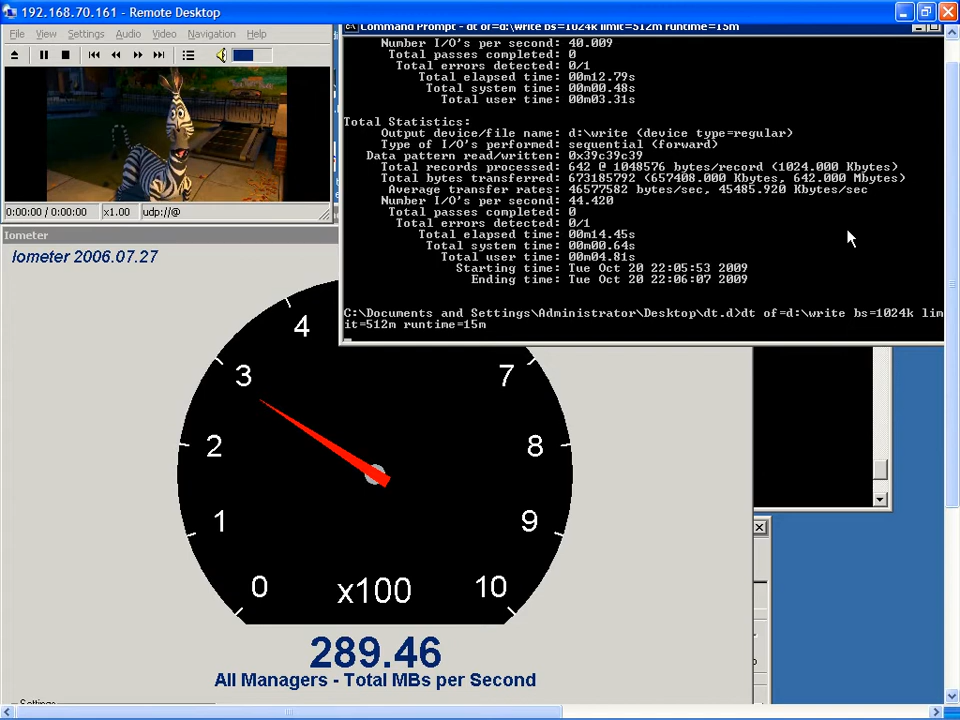 192.168.70.161 - Remote Desktop
File View Settings Audio Video Navigation Help
0:00:00 / 0:00:00 x1.00 udp://@
Command Prompt - dt of=d:\write bs=1024k limit=512m runtime=15m
Number I/O's per second: 40.009
Total passes completed: 0
Total errors detected: 0/1
Total elapsed time: 00m12.79s
Total system time: 00m00.48s
Total user time: 00m03.31s
Total Statistics:
Output device/file name: d:\write (device type=regular)
Type of I/O's performed: sequential (forward)
Data pattern read/written: 0x39c39c39
Total records processed: 642 @ 1048576 bytes/record (1024.000 Kbytes)
Total bytes transferred: 673185792 (657408.000 Kbytes, 642.000 Mbytes)
Average transfer rates: 46577582 bytes/sec, 45485.920 Kbytes/sec
Number I/O's per second: 44.420
Total passes completed: 0
Total errors detected: 0/1
Total elapsed time: 00m14.45s
Total system time: 00m00.64s
Total user time: 00m04.81s
Starting time: Tue Oct 20 22:05:53 2009
Ending time: Tue Oct 20 22:06:07 2009
C:\Documents and Settings\Administrator\Desktop\dt.d>dt of=d:\write bs=1024k lim
it=512m runtime=15m
Iometer
Iometer 2006.07.27
4
3 7
2 8
1 9
0 x100 10
289.46
All Managers - Total MBs per Second
Settings